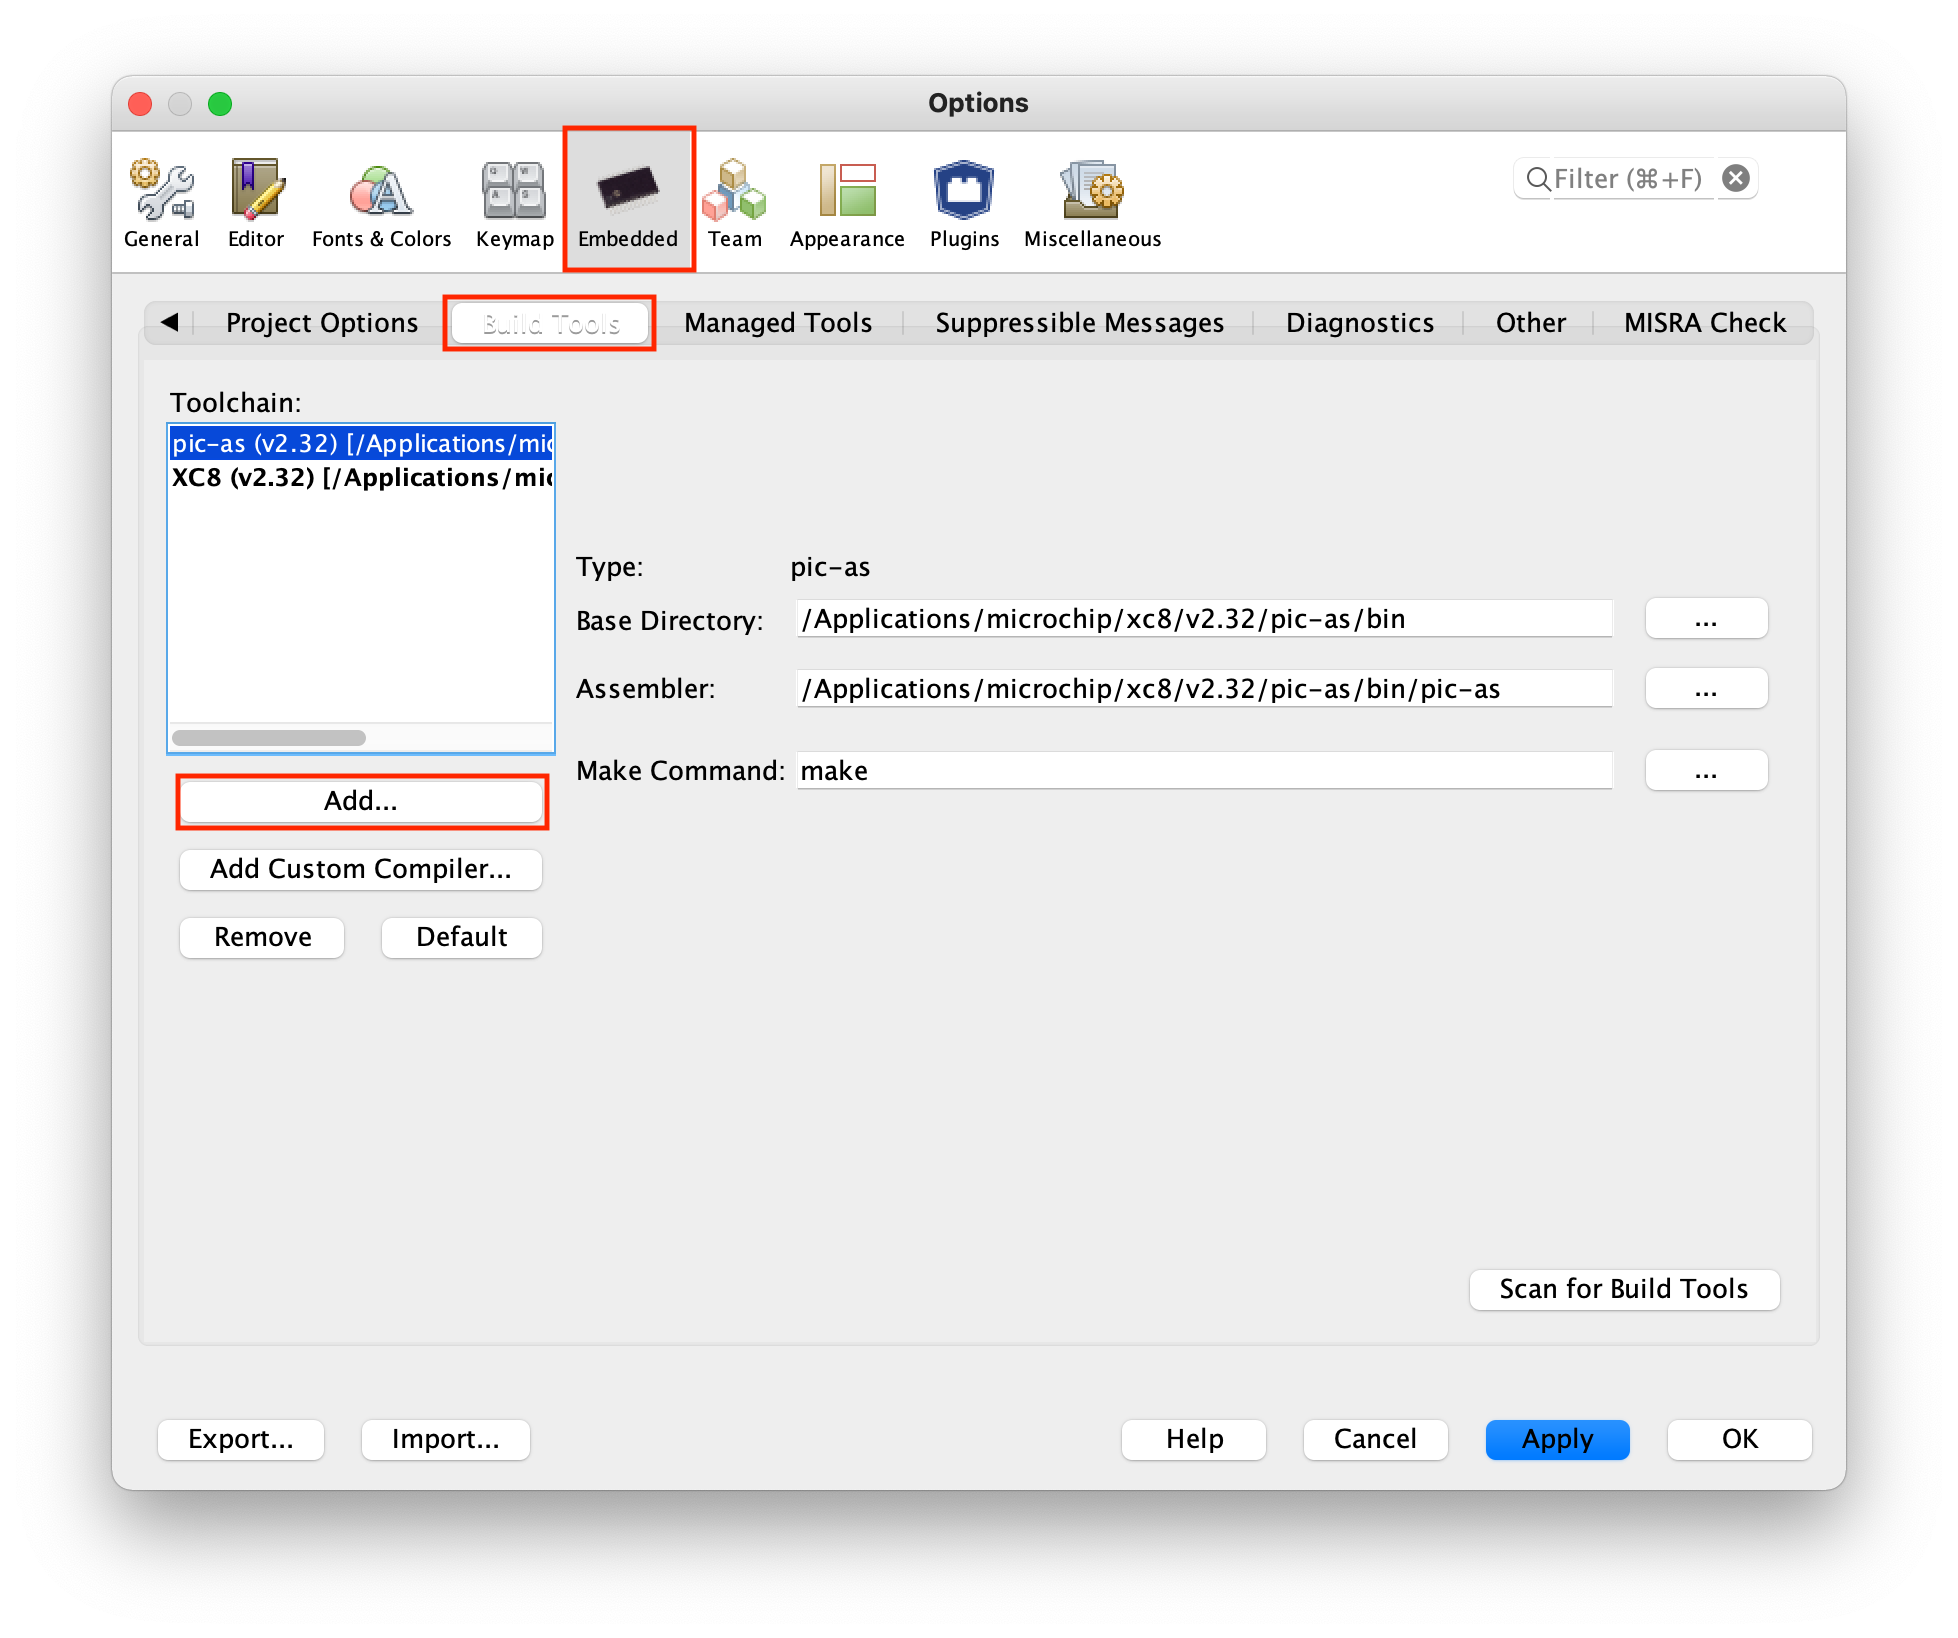 Options
General
Editor
Fonts & Colors
Keymap
Embedded
Team
Appearance
Plugins
Miscellaneous
Filter (⌘+F)
Project Options
Build Tools
Managed Tools
Suppressible Messages
Diagnostics
Other
MISRA Check
Toolchain:
pic-as (v2.32) [/Applications/mic
XC8 (v2.32) [/Applications/mic
Type: pic-as
Base Directory: /Applications/microchip/xc8/v2.32/pic-as/bin ...
Assembler: /Applications/microchip/xc8/v2.32/pic-as/bin/pic-as ...
Make Command: make ...
Add...
Add Custom Compiler...
Remove
Default
Scan for Build Tools
Export...
Import...
Help
Cancel
Apply
OK